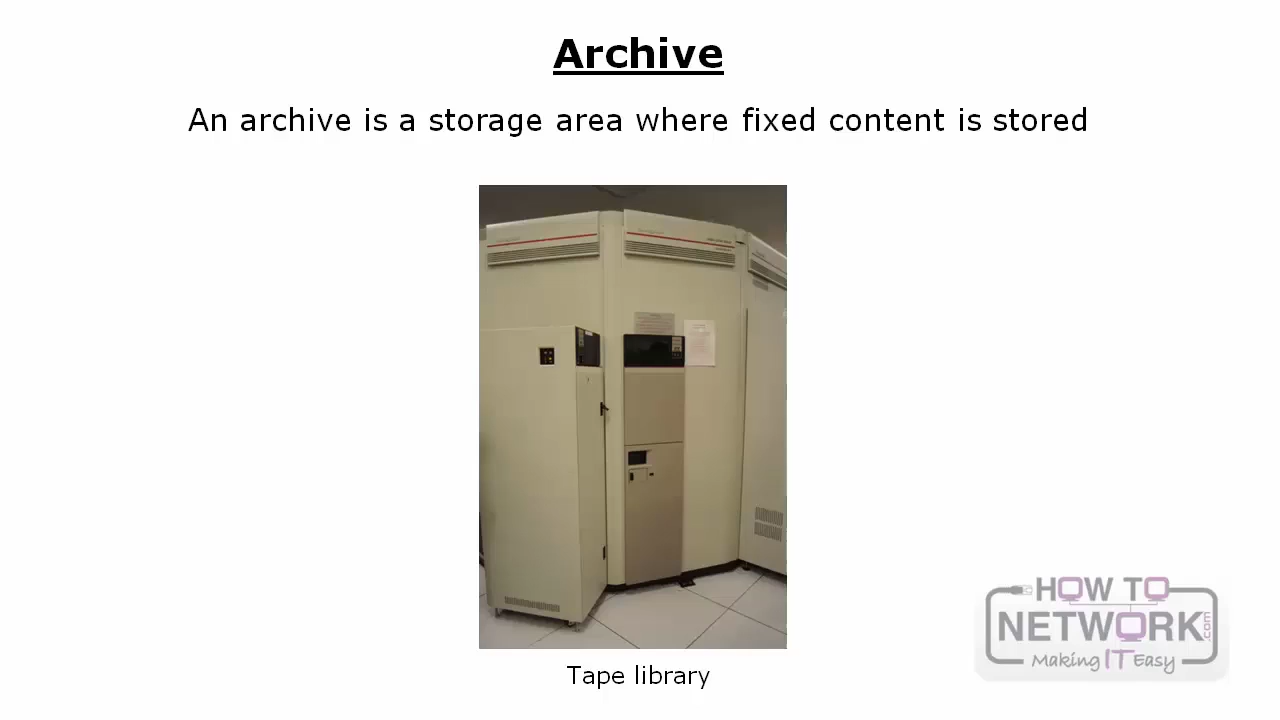 Archive
An archive is a storage area where fixed content is stored
Tape library
HOW TO
NETWORK.com
Making IT Easy